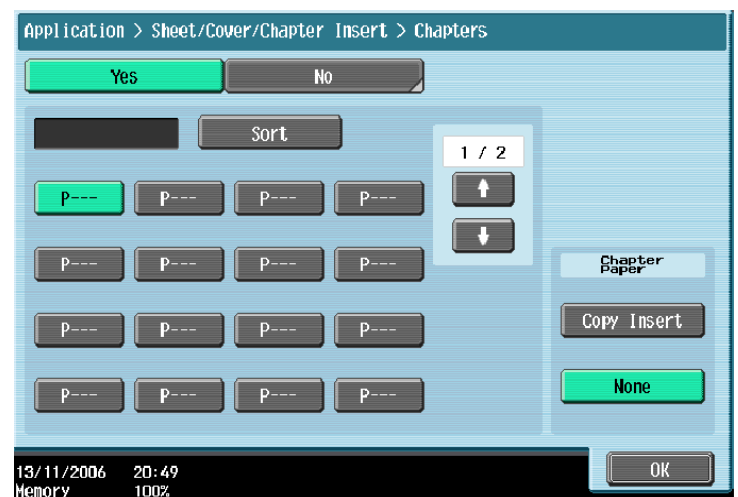 Application > Sheet/Cover/Chapter Insert > Chapters
Yes No
Sort
1 / 2
P--- P--- P--- P---
P--- P--- P--- P---
Chapter
Paper
P--- P--- P--- P---
Copy Insert
P--- P--- P--- P---
None
13/11/2006 20:49
OK
Memory 100%